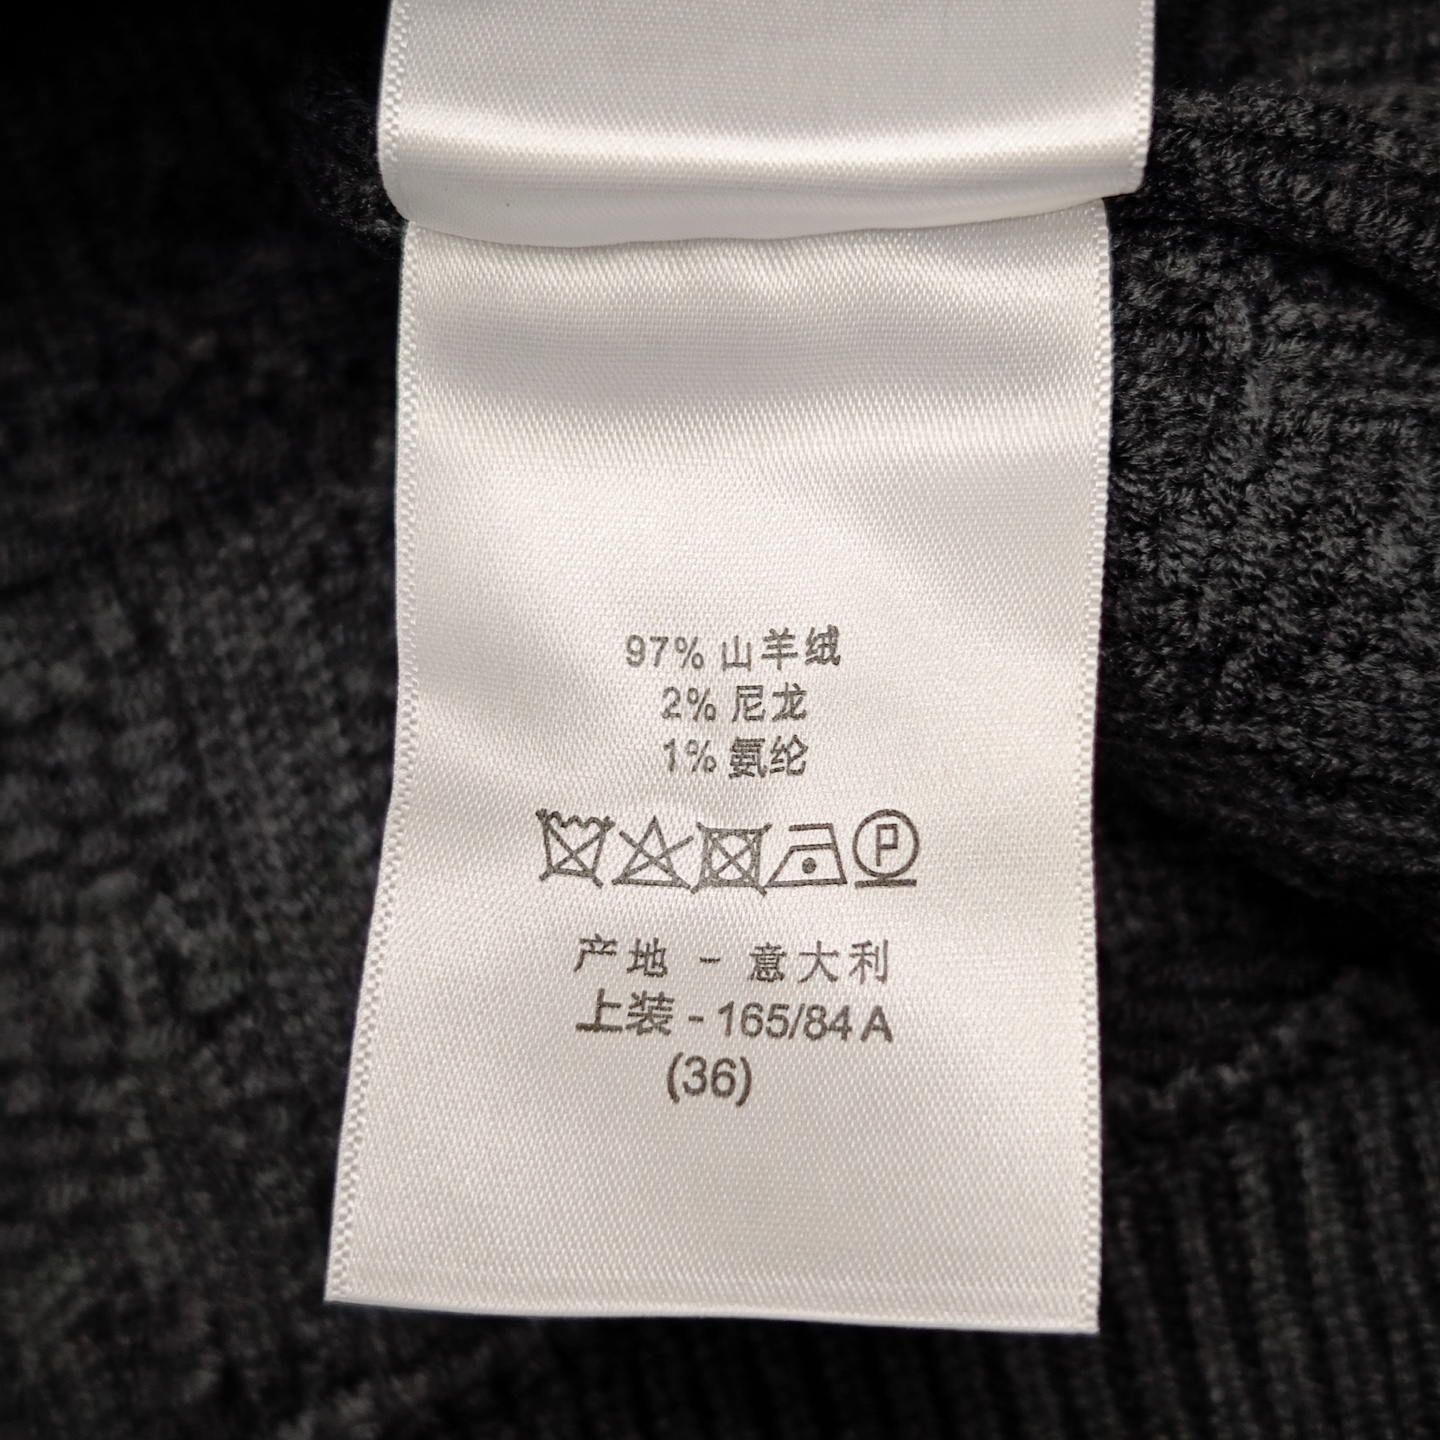 97% 山羊绒
2% 尼龙
1% 氨纶
P
产地 - 意大利
上装 - 165/84 A
(36)